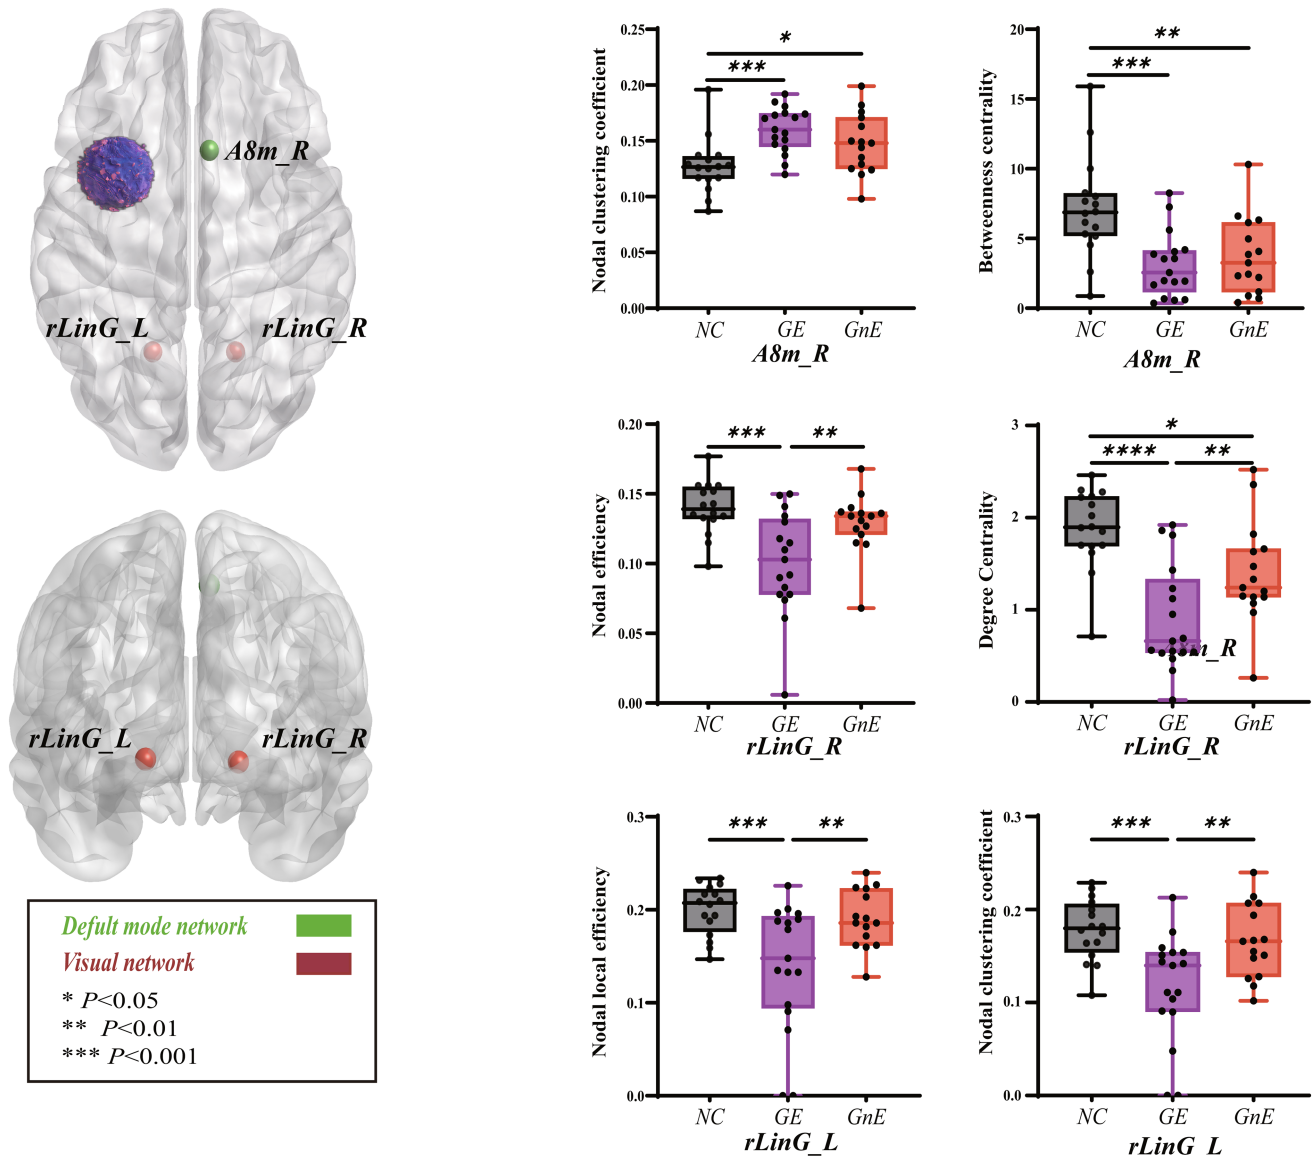 A8m_R
rLinG_L
rLinG_R
rLinG_L
rLinG_R
Defult mode network
Visual network
* P<0.05
** P<0.01
*** P<0.001
Nodal clustering coefficient
0.25
0.20
0.15
0.10
0.05
0.00
*
***
NC
GE
GnE
A8m_R
Betweenness centrality
20
15
10
5
0
**
***
NC
GE
GnE
A8m_R
Nodal efficiency
0.20
0.15
0.10
0.05
0.00
***
**
NC
GE
GnE
rLinG_R
Degree Centrality
3
2
1
0
*
****
**
m_R
NC
GE
GnE
rLinG_R
Nodal local efficiency
0.3
0.2
0.1
0.0
***
**
NC
GE
GnE
rLinG_L
Nodal clustering coefficient
0.3
0.2
0.1
0.0
***
**
NC
GE
GnE
rLinG L